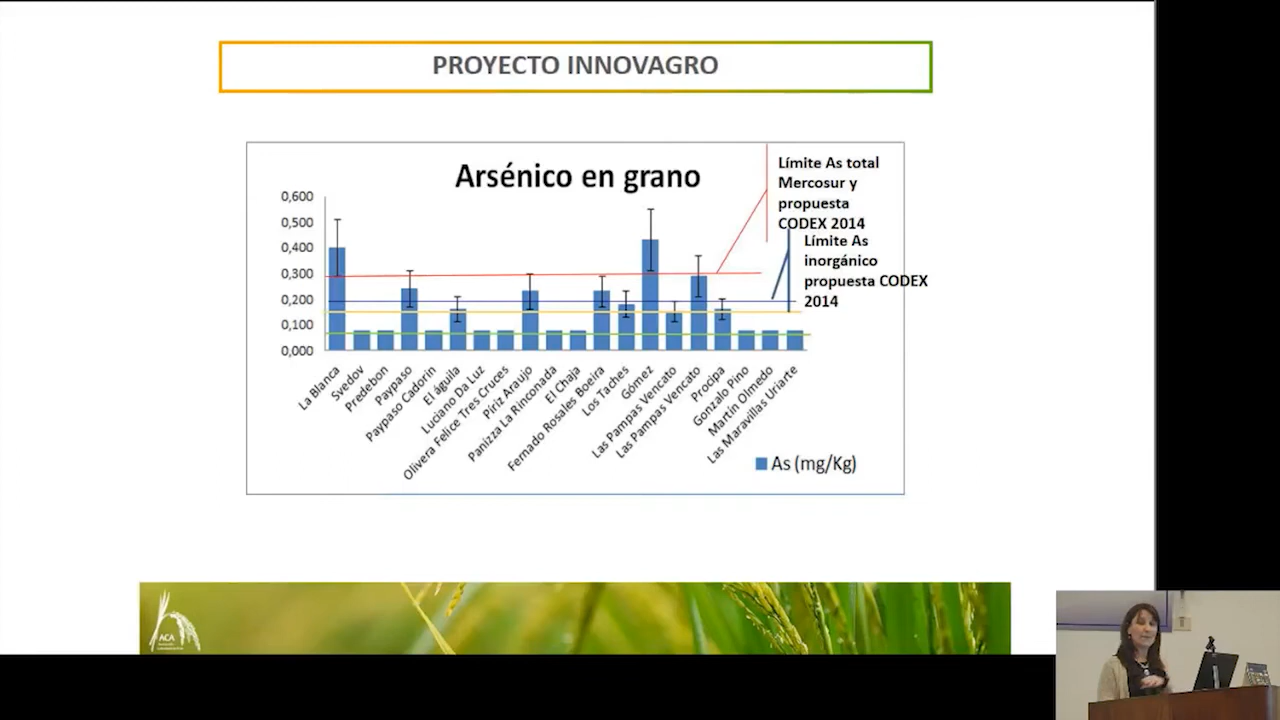 PROYECTO INNOVAGRO
Arsénico en grano
Límite As total
Mercosur y
propuesta
CODEX 2014
Límite As
inorgánico
propuesta CODEX
2014
0,600
0,500
0,400
0,300
0,200
0,100
0,000
La Blanca
Svedov
Predebon
Paypaso
Paypaso Cadorin
El águila
Luciano Da Luz
Olivera Felice Tres Cruces
Píriz Araujo
Panizza La Rinconada
El Chaja
Fernado Rosales Boeira
Los Taches
Gómez
Las Pampas Vencato
Las Pampas Vencato
Procipa
Gonzalo Pino
Martín Olmedo
Las Maravillas Uriarte
As (mg/Kg)
ACA